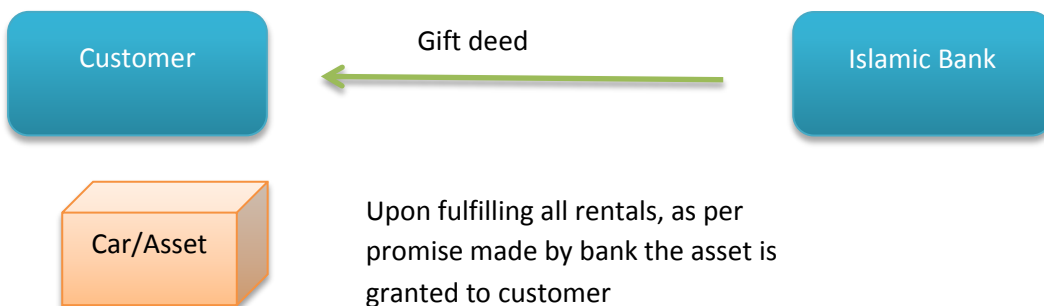 Customer
Gift deed
Islamic Bank
Car/Asset
Upon fulfilling all rentals, as per
promise made by bank the asset is
granted to customer